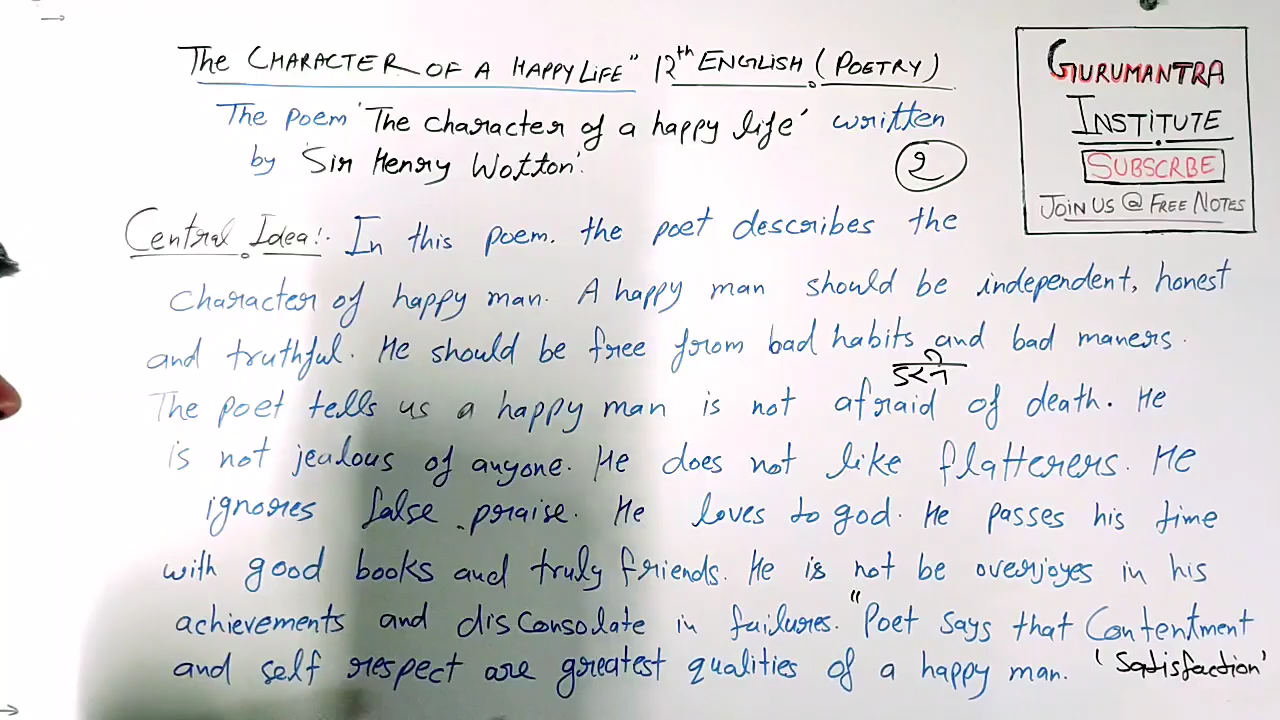 The CHARACTER OF A HAPPY LIFE" 12th ENGLISH (POETRY)
The poem 'The character of a happy life' written
by 'Sir Henry Wotton'.
2
GURUMANTRA
INSTITUTE
SUBSCRBE
JOIN US @ FREE NOTES
Central Idea:- In this poem. the poet describes the
character of happy man. A happy man should be independent, honest
and truthful. He should be free from bad habits and bad maners.
The poet tells us a happy man is not afraid of death. He
is not jealous of anyone. He does not like flatterers. He
ignores false praise. He loves to god. He passes his time
with good books and truly friends. He is not be overjoyes in his
achievements and disconsolate in failures. "Poet says that Contentment
and self respect are greatest qualities of a happy man. 'Satisfaction'